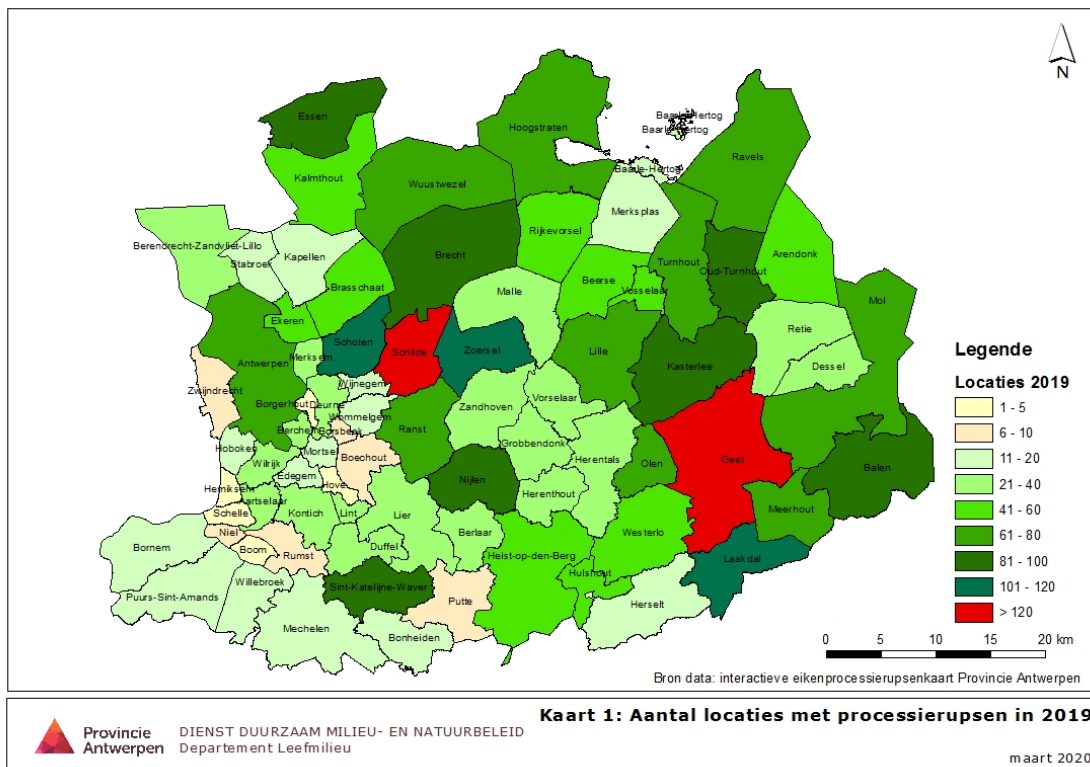 N
Essen
Kalmthout
Hoogstraten
Baarle-Hertog
Baarle-Hertog
Baarle-Hertog
Ravels
Wuustwezel
Merksplas
Berendrecht-Zandvliet-Lillo
Stabroek
Kapellen
Brecht
Rijkevorsel
Turnhout
Oud-Turnhout
Arendonk
Brasschaat
Malle
Beerse
Vosselaar
Mol
Ekeren
Schoten
Schilde
Zoersel
Lille
Kasterlee
Retie
Dessel
Antwerpen
Merksem
Wijnegem
Zwijndrecht
Borgerhout
Deurne
Wommelgem
Zandhoven
Vorselaar
Berchem
Borsbeek
Ranst
Grobbendonk
Herentals
Olen
Geel
Balen
Hoboken
Wilrijk
Mortsel
Boechout
Edegem
Hove
Nijlen
Herenthout
Meerhout
Hemiksem
Aartselaar
Schelle
Kontich
Lint
Lier
Niel
Boom
Rumst
Duffel
Berlaar
Heist-op-den-Berg
Westerlo
Hulshout
Laakdal
Bornem
Willebroek
Puurs-Sint-Amands
Sint-Katelijne-Waver
Putte
Herselt
Mechelen
Bonheiden
Legende
Locaties 2019
1 - 5
6 - 10
11 - 20
21 - 40
41 - 60
61 - 80
81 - 100
101 - 120
> 120
0 5 10 15 20 km
Bron data: interactieve eikenprocessierupsenkaart Provincie Antwerpen
Kaart 1: Aantal locaties met processierupsen in 2019
Provincie
Antwerpen
DIENST DUURZAAM MILIEU- EN NATUURBELEID
Departement Leefmilieu
maart 2020